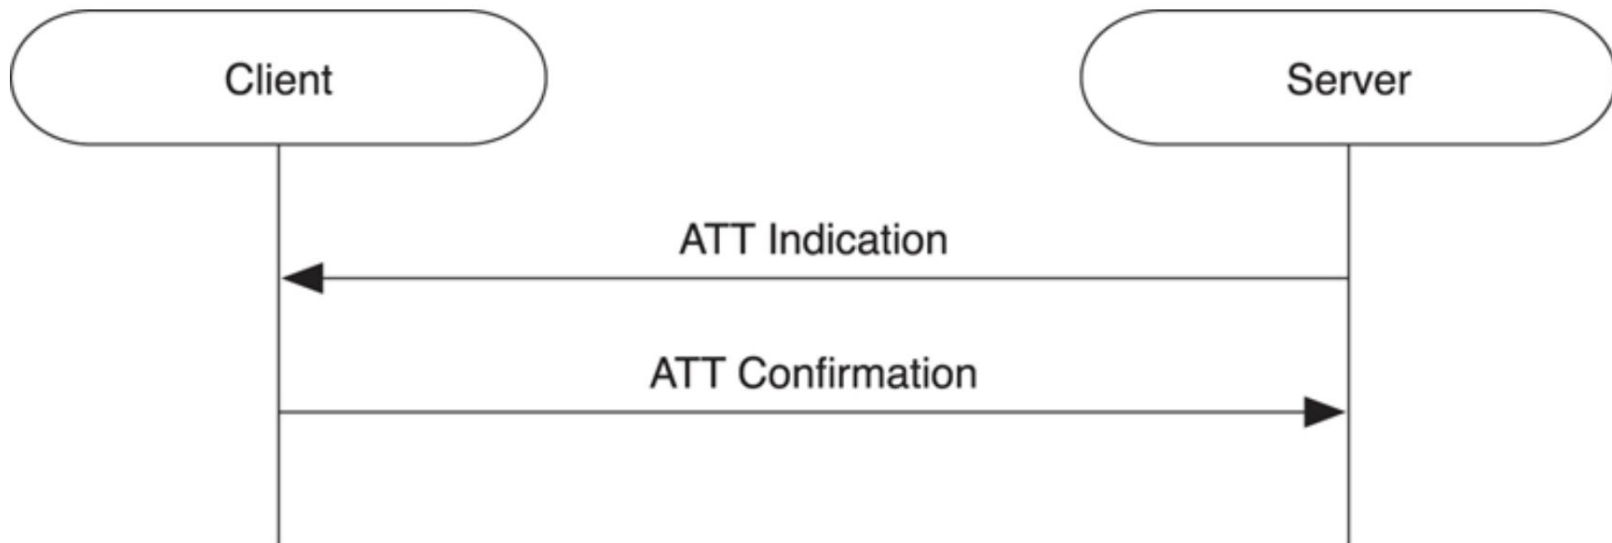 Client
Server
ATT Indication
ATT Confirmation